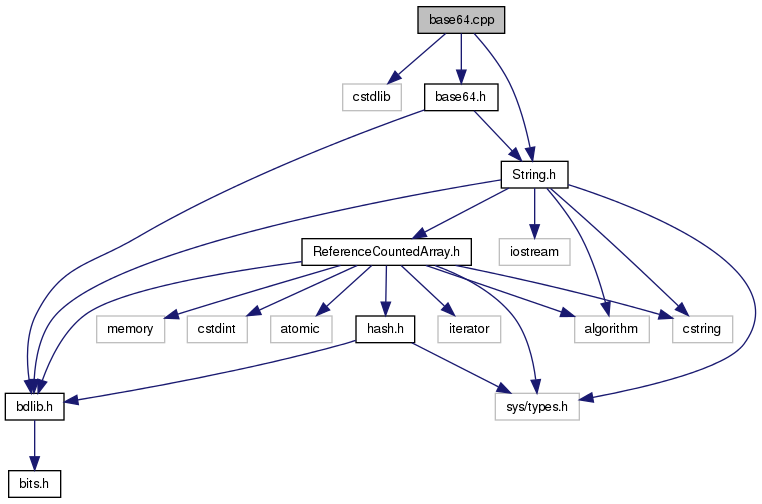 base64.cpp
cstdlib
base64.h
String.h
ReferenceCountedArray.h
iostream
memory
cstdint
atomic
hash.h
iterator
algorithm
cstring
bdlib.h
sys/types.h
bits.h